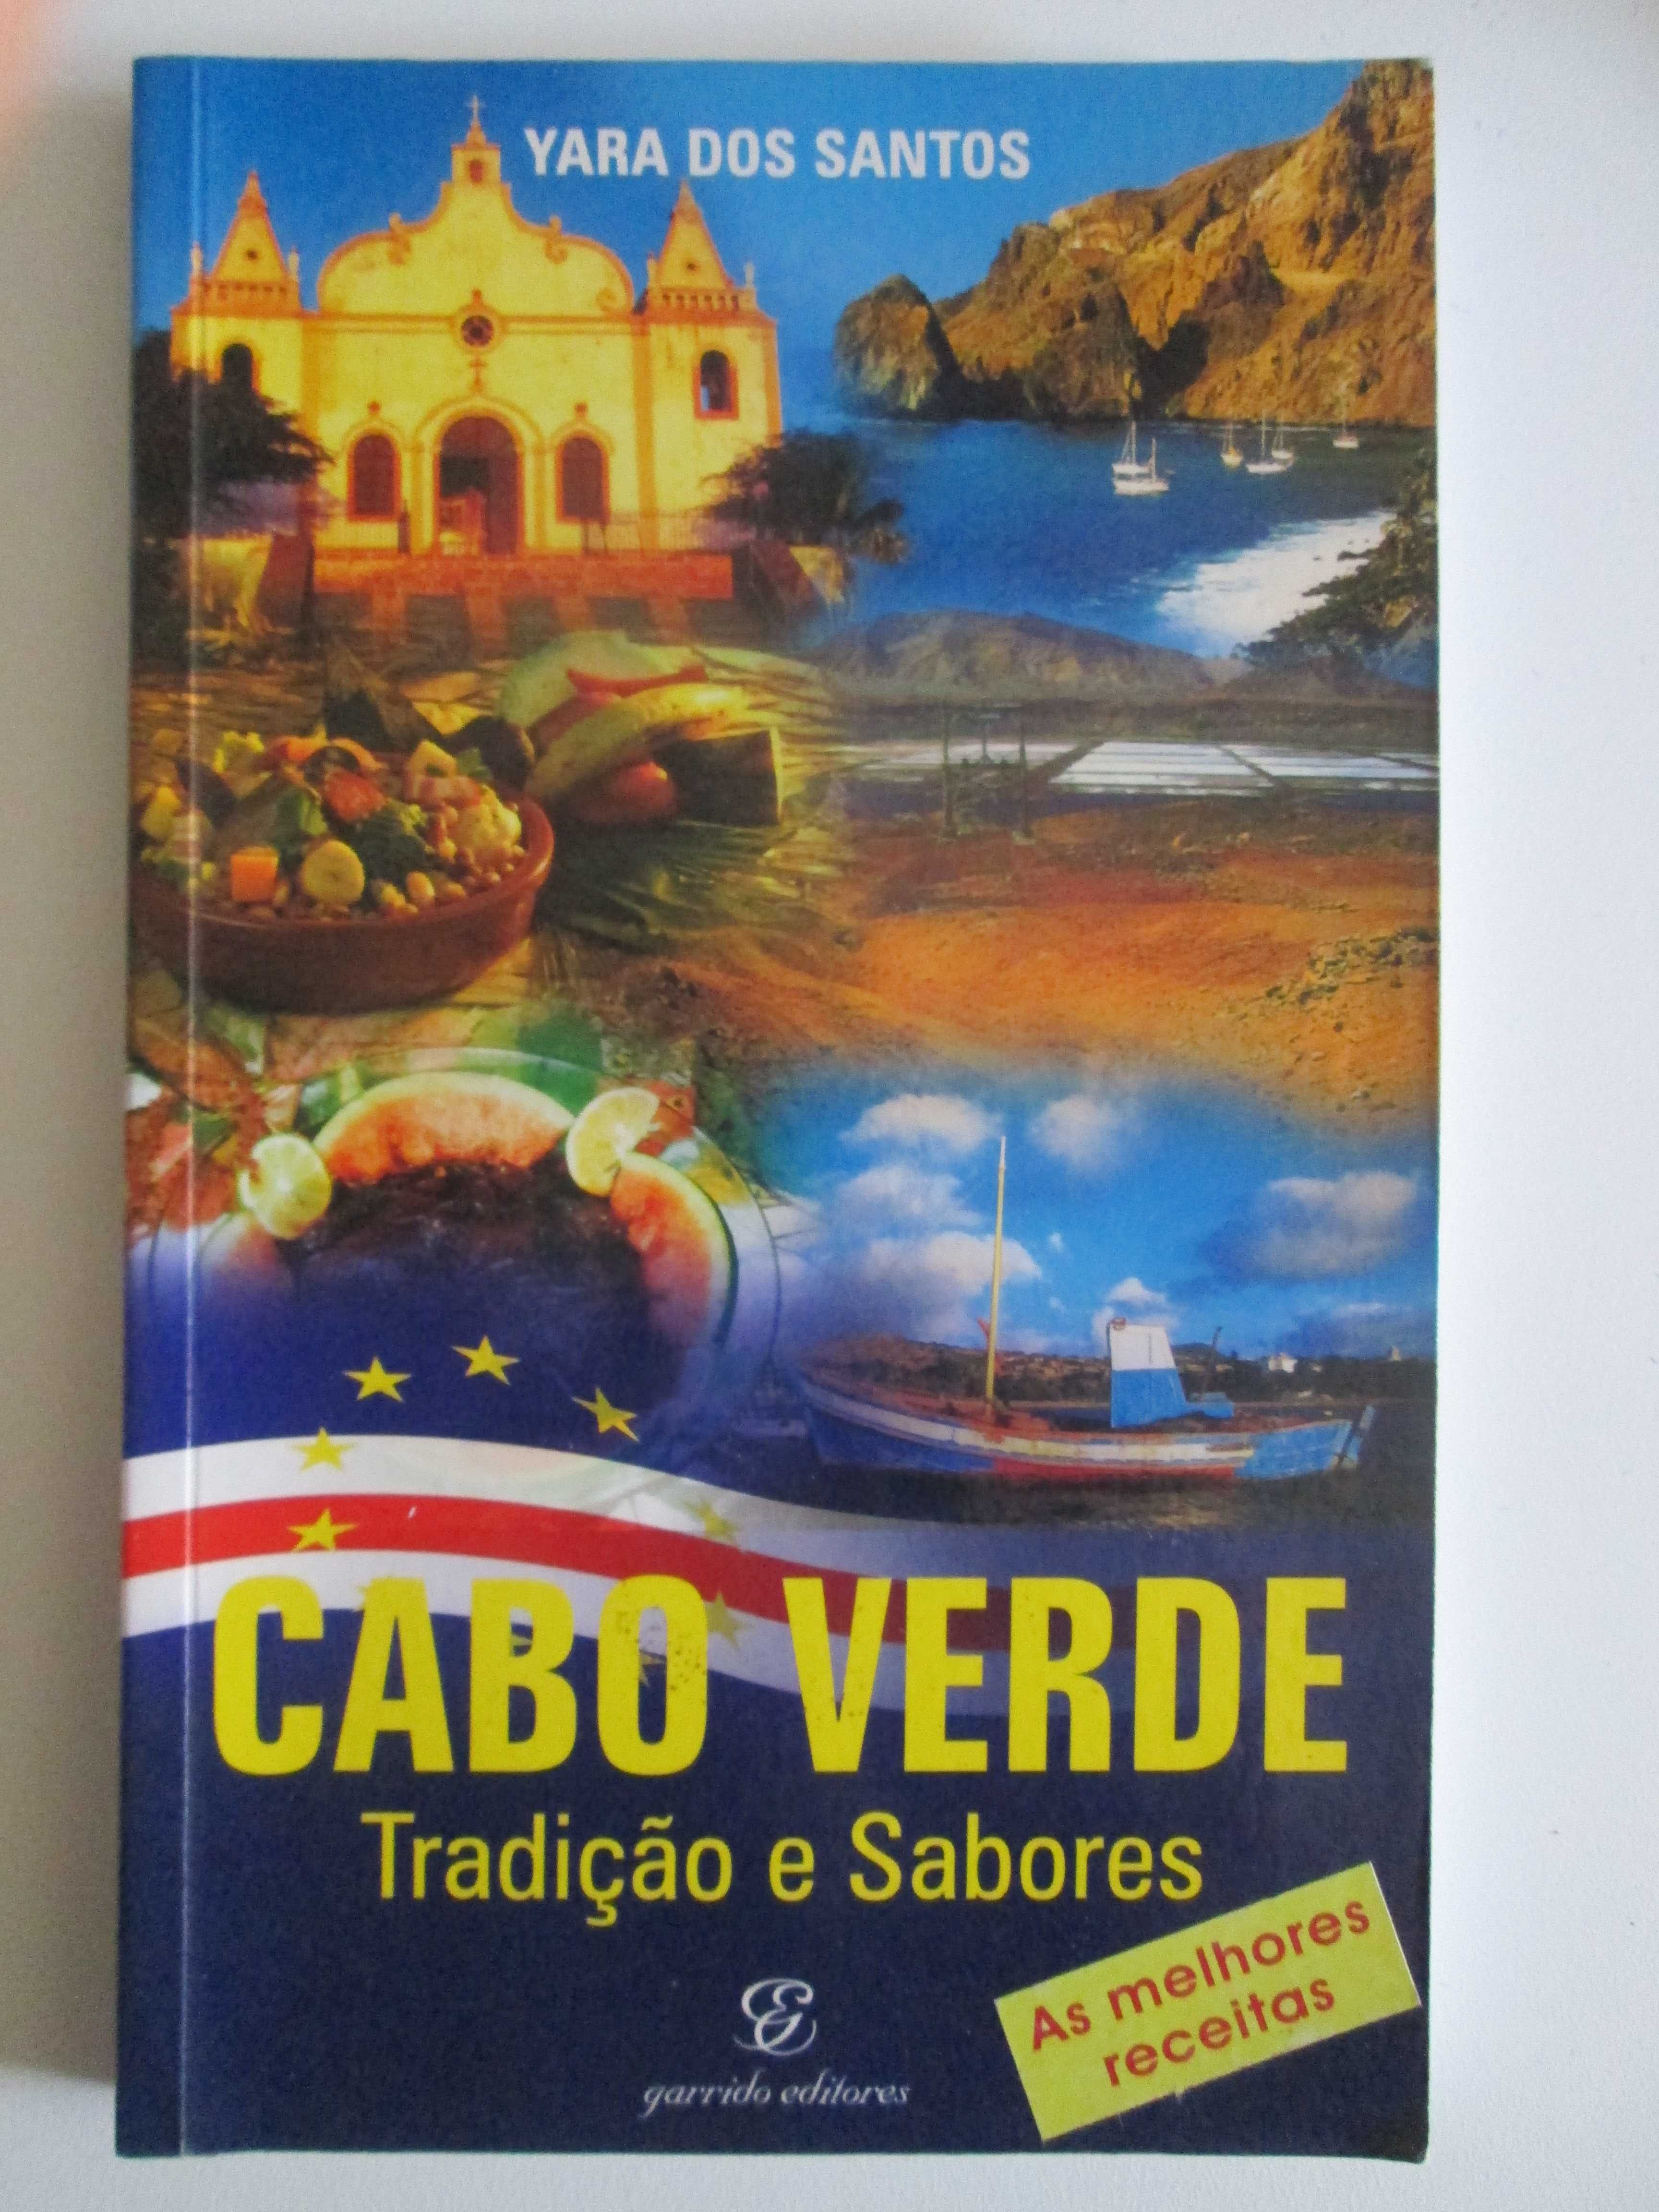 YARA DOS SANTOS
CABO VERDE
Tradição e Sabores
As melhores
receitas
garrido editores